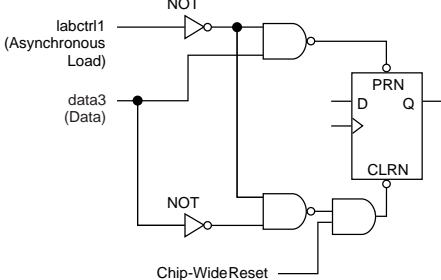 NOT
labctrl1
(Asynchronous
Load)
PRN
data3
(Data)
D Q
CLRN
NOT
Chip-Wide Reset